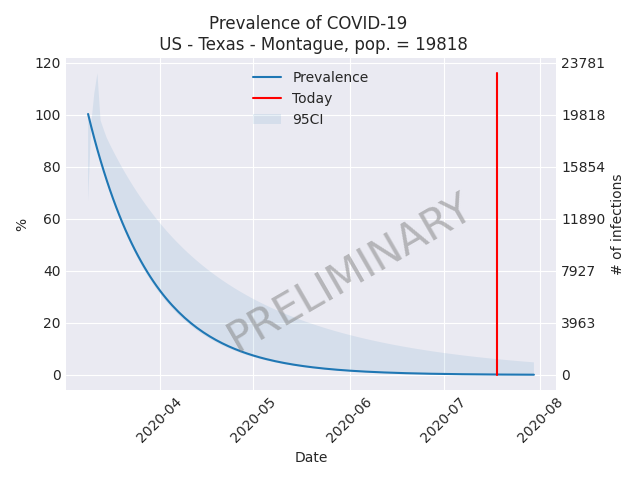 Prevalence of COVID-19
US - Texas - Montague, pop. = 19818
120
100
80
60
40
20
0
%
23781
19818
15854
11890
7927
3963
0
# of infections
Prevalence
Today
95CI
PRELIMINARY
2020-04
2020-05
2020-06
2020-07
2020-08
Date